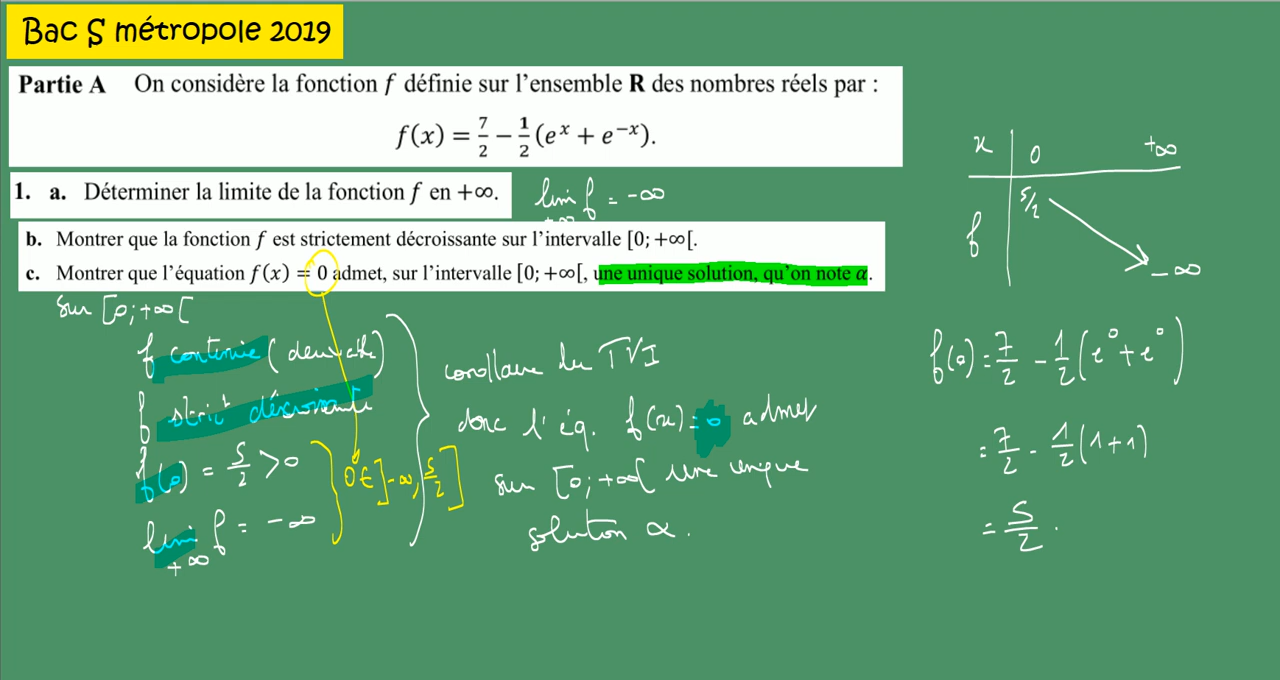 Bac S métropole 2019
Partie A On considère la fonction f définie sur l'ensemble R des nombres réels par :
f(x) = 7/2 − 1/2 (e^x + e^−x).
1. a. Déterminer la limite de la fonction f en +∞.
lim f = -∞
+∞
b. Montrer que la fonction f est strictement décroissante sur l'intervalle [0; +∞[.
c. Montrer que l'équation f(x) = 0 admet, sur l'intervalle [0; +∞[, une unique solution, qu'on note α.
sur [0; +∞[
f continue (dérivable)
f strict décroissante
f(0) = 5/2 > 0
lim f = -∞
+∞
0 ∈ ]-∞; 5/2]
corollaire du TVI
donc l'éq. f(x) = 0 admet
sur [0; +∞[ une unique
solution α.
x 0 +∞
f 5/2 -∞
f(0) = 7/2 - 1/2 (e^0 + e^0)
= 7/2 - 1/2 (1+1)
= 5/2 .